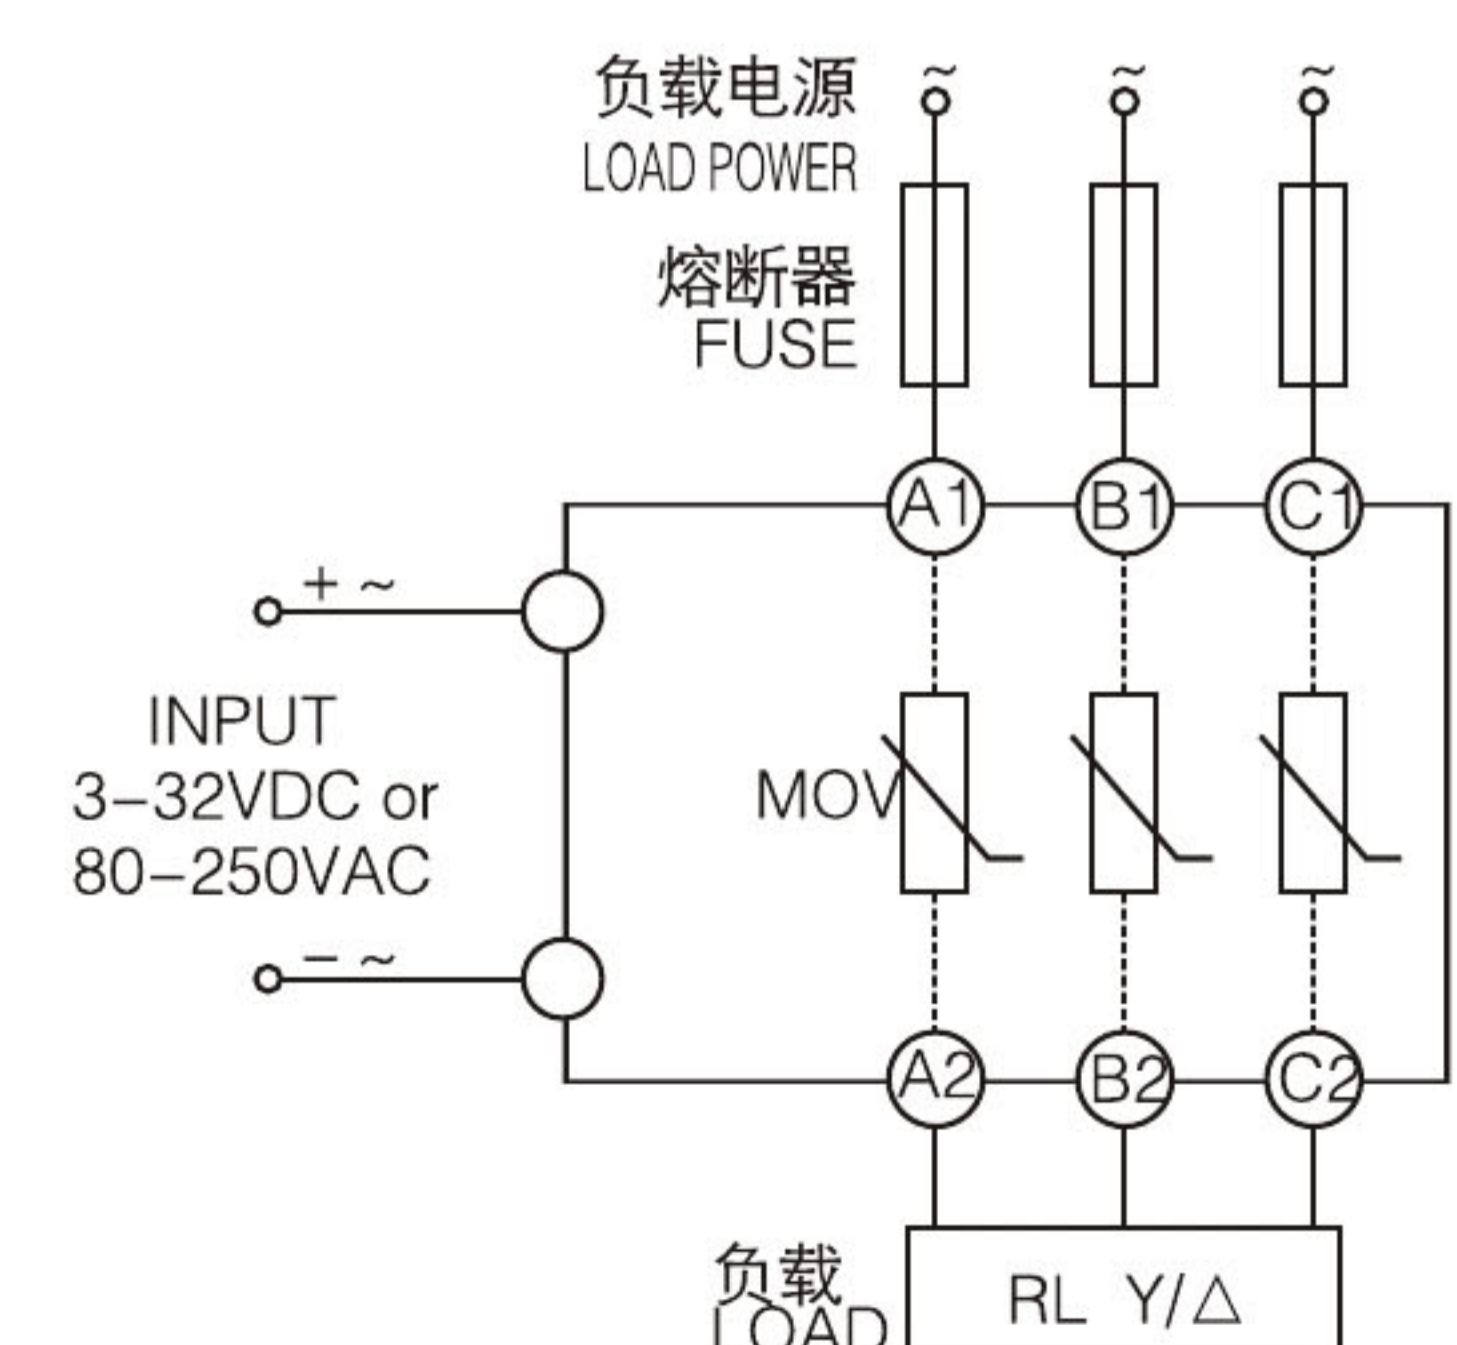 负载电源
LOAD POWER
~ ~ ~
熔断器
FUSE
A1 B1 C1
+ ~
INPUT
3-32VDC or
80-250VAC
MOV
- ~
A2 B2 C2
负载
LOAD
RL Y/△